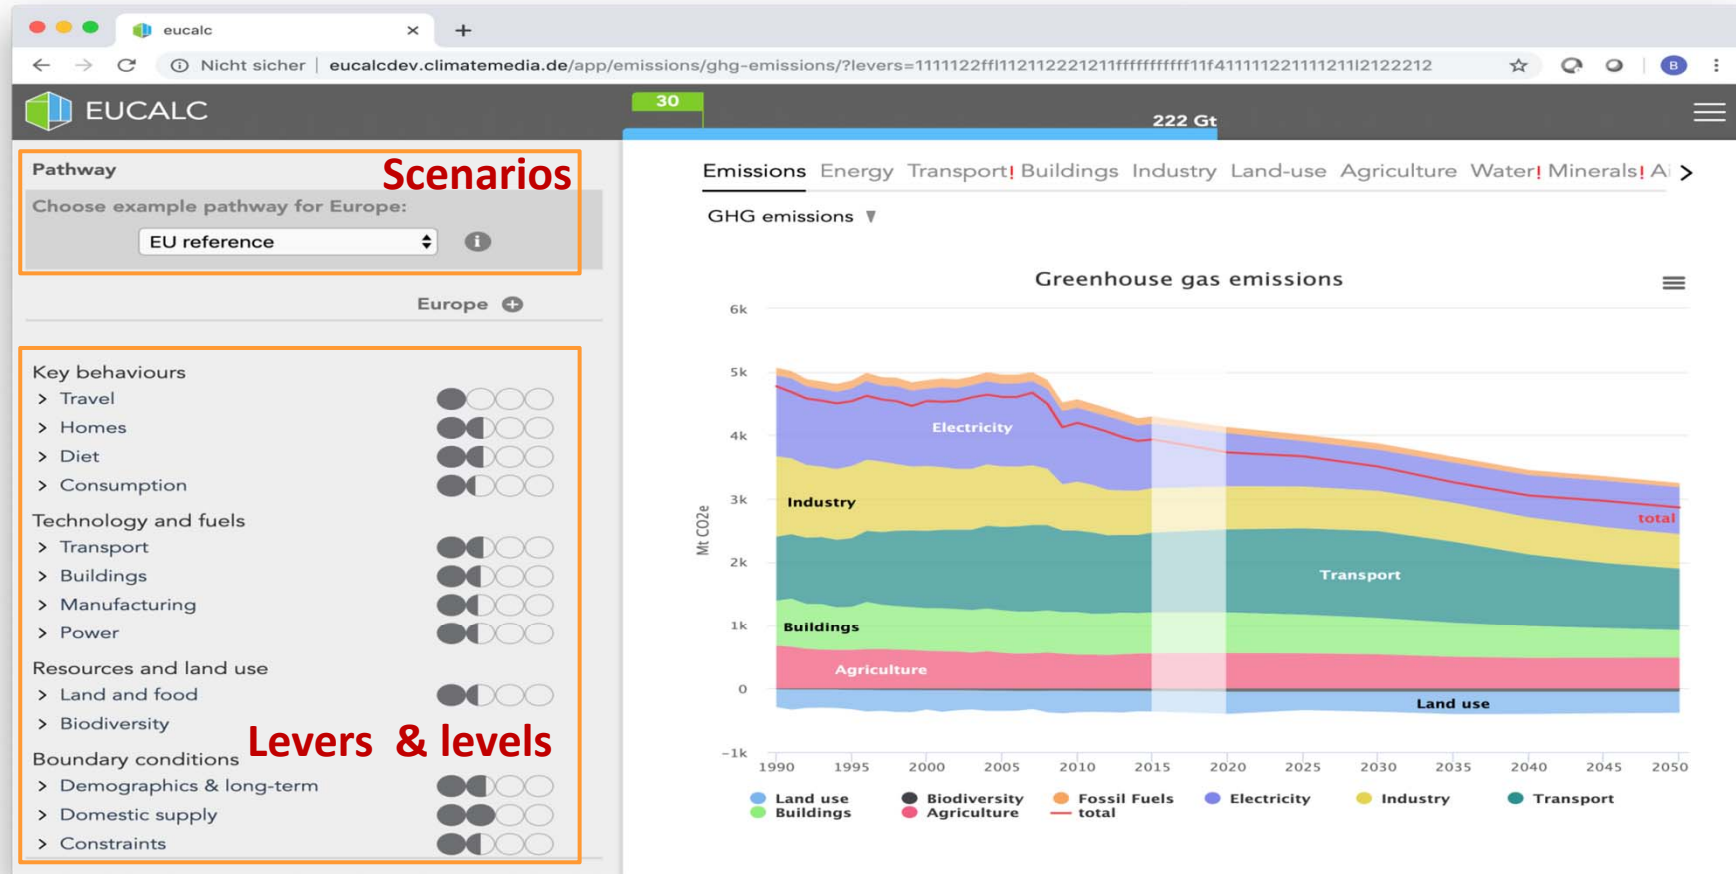 eucalc
Nicht sicher | eucalcdev.climatemedia.de/app/emissions/ghg-emissions/?levers=1111122ffl112112221211fffffffffff11f411111221111211l2122212
B
EUCALC
30
222 Gt
Pathway
Scenarios
Choose example pathway for Europe:
EU reference
Europe
Key behaviours
Travel
Homes
Diet
Consumption
Technology and fuels
Transport
Buildings
Manufacturing
Power
Resources and land use
Land and food
Biodiversity
Levers & levels
Boundary conditions
Demographics & long-term
Domestic supply
Constraints
Emissions Energy Transport! Buildings Industry Land-use Agriculture Water! Minerals! Ai
GHG emissions
Greenhouse gas emissions
6k
5k
4k
3k
2k
1k
0
-1k
Mt CO2e
Electricity
Industry
total
Transport
Buildings
Agriculture
Land use
1990 1995 2000 2005 2010 2015 2020 2025 2030 2035 2040 2045 2050
Land use Biodiversity Fossil Fuels Electricity Industry Transport
Buildings Agriculture total